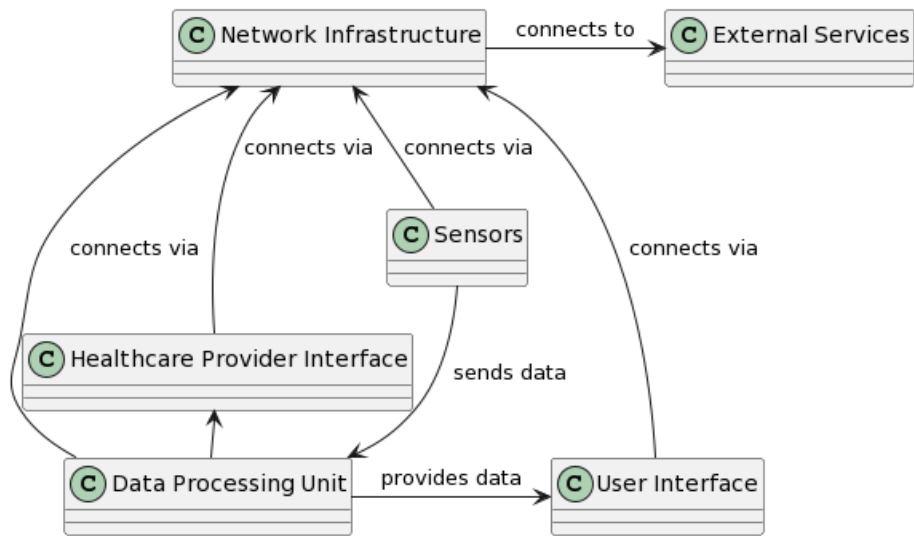 C Network Infrastructure
connects to
C External Services
connects via
connects via
C Sensors
connects via
connects via
C Healthcare Provider Interface
sends data
C Data Processing Unit
provides data
C User Interface